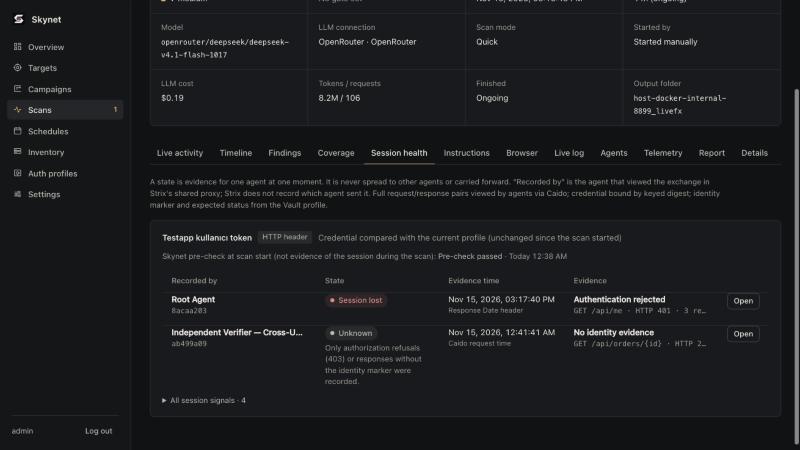 Skynet
Overview
Targets
Campaigns
Scans 1
Schedules
Inventory
Auth profiles
Settings
admin Log out
Model
openrouter/deepseek/deepseek-
v4.1-flash-1017
LLM connection
OpenRouter · OpenRouter
Scan mode
Quick
Started by
Started manually
LLM cost
$0.19
Tokens / requests
8.2M / 106
Finished
Ongoing
Output folder
host-docker-internal-
8899_livefx
Live activity Timeline Findings Coverage Session health Instructions Browser Live log Agents Telemetry Report Details
A state is evidence for one agent at one moment. It is never spread to other agents or carried forward. "Recorded by" is the agent that viewed the exchange in
Strix's shared proxy; Strix does not record which agent sent it. Full request/response pairs viewed by agents via Caido; credential bound by keyed digest; identity
marker and expected status from the Vault profile.
Testapp kullanıcı token HTTP header Credential compared with the current profile (unchanged since the scan started)
Skynet pre-check at scan start (not evidence of the session during the scan): Pre-check passed · Today 12:38 AM
Recorded by State Evidence time Evidence
Root Agent
8acaa203
Session lost
Nov 15, 2026, 03:17:40 PM
Response Date header
Authentication rejected
GET /api/me · HTTP 401 · 3 re…
Open
Independent Verifier — Cross-U...
ab499a09
Unknown
Only authorization refusals
(403) or responses without
the identity marker were
recorded.
Nov 15, 2026, 12:41:41 AM
Caido request time
No identity evidence
GET /api/orders/{id} · HTTP 2…
Open
All session signals · 4